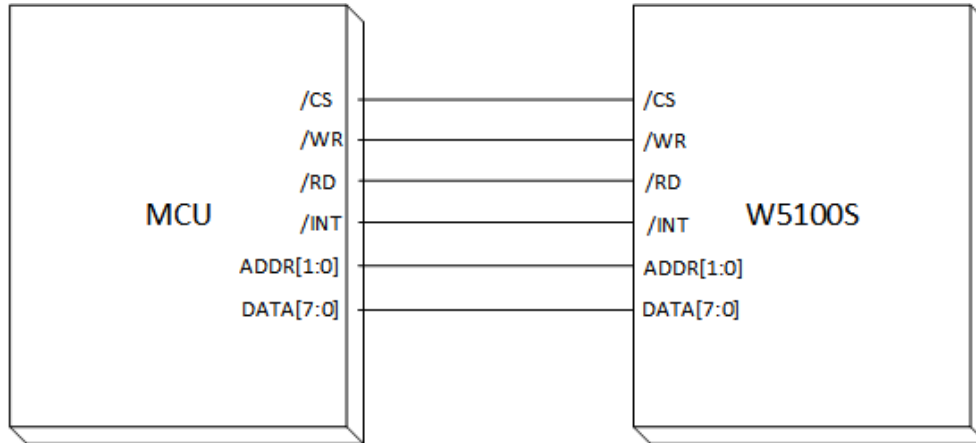 /CS
/WR
/RD
MCU
/INT
ADDR[1:0]
DATA[7:0]
/CS
/WR
/RD
W5100S
/INT
ADDR[1:0]
DATA[7:0]